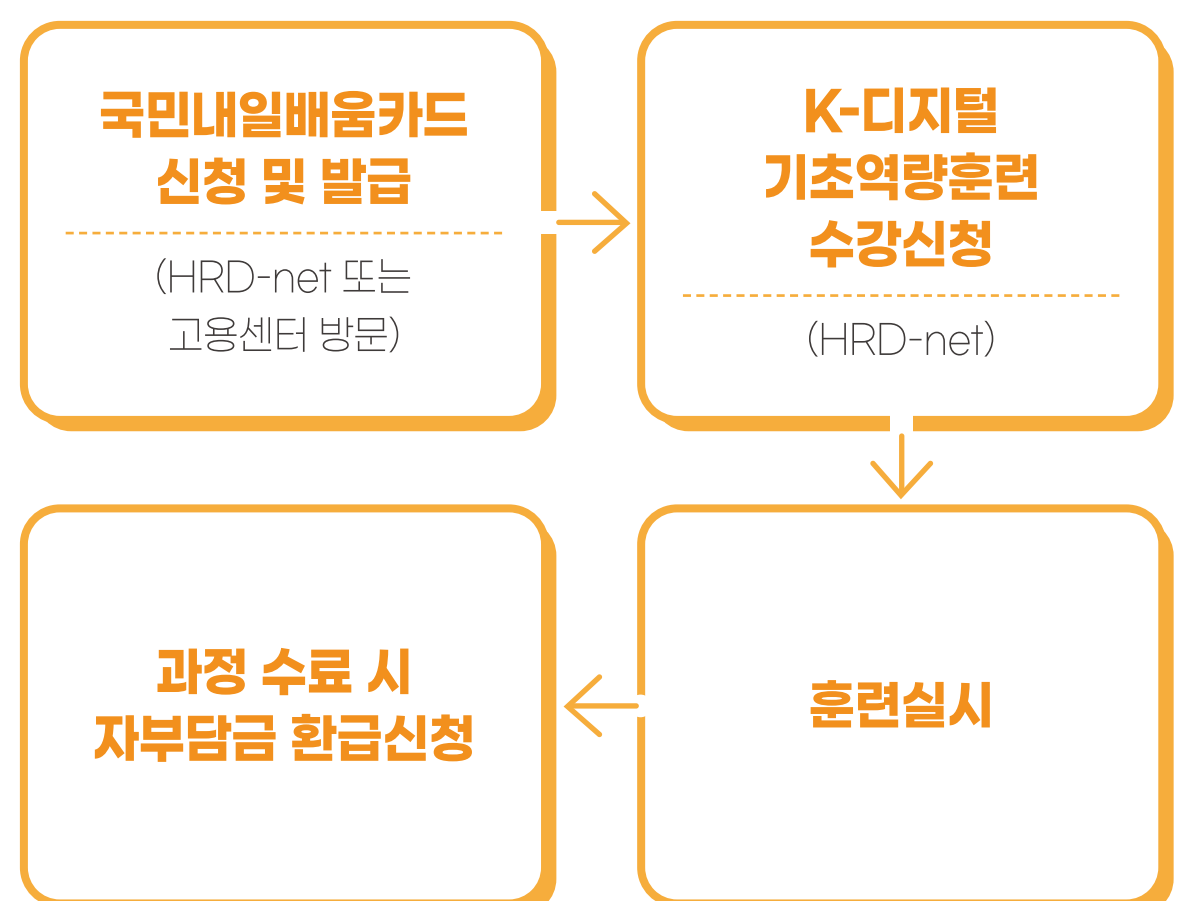 국민내일배움카드
신청 및 발급
(HRD-net 또는
고용센터 방문)
K-디지털
기초역량훈련
수강신청
(HRD-net)
훈련실시
과정 수료 시
자부담금 환급신청